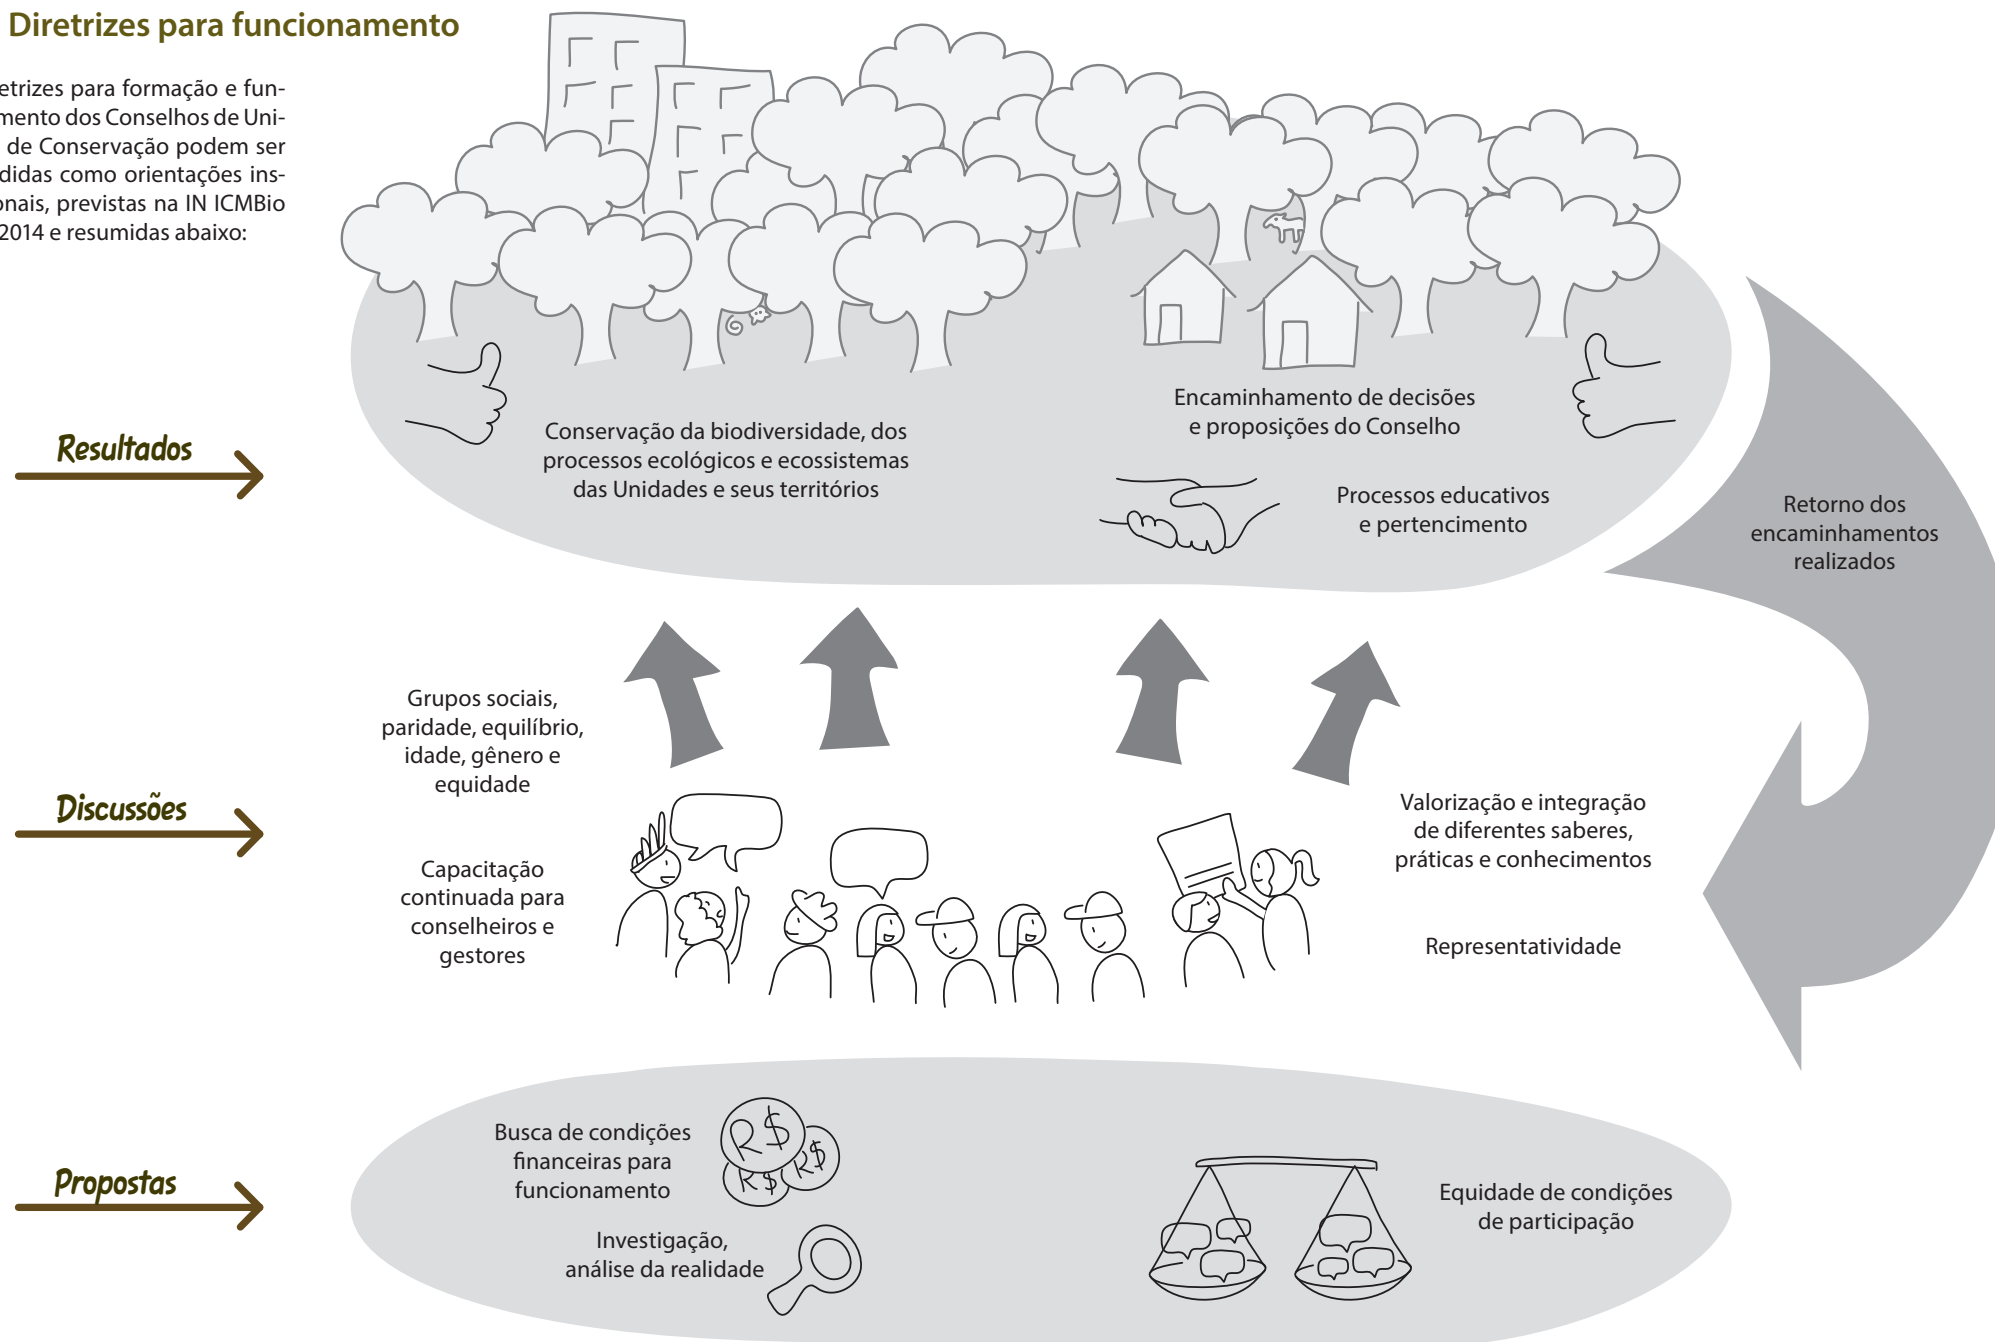 Diretrizes para funcionamento
etrizes para formação e fun-
mento dos Conselhos de Uni-
de Conservação podem ser
didas como orientações ins-
onais, previstas na IN ICMBio
2014 e resumidas abaixo:
Resultados
Conservação da biodiversidade, dos
processos ecológicos e ecossistemas
das Unidades e seus territórios
Encaminhamento de decisões
e proposições do Conselho
Processos educativos
e pertencimento
Retorno dos
encaminhamentos
realizados
Discussões
Grupos sociais,
paridade, equilíbrio,
idade, gênero e
equidade
Capacitação
continuada para
conselheiros e
gestores
Valorização e integração
de diferentes saberes,
práticas e conhecimentos
Representatividade
Propostas
Busca de condições
financeiras para
funcionamento
R$
R$
R$
Investigação,
análise da realidade
Equidade de condições
de participação